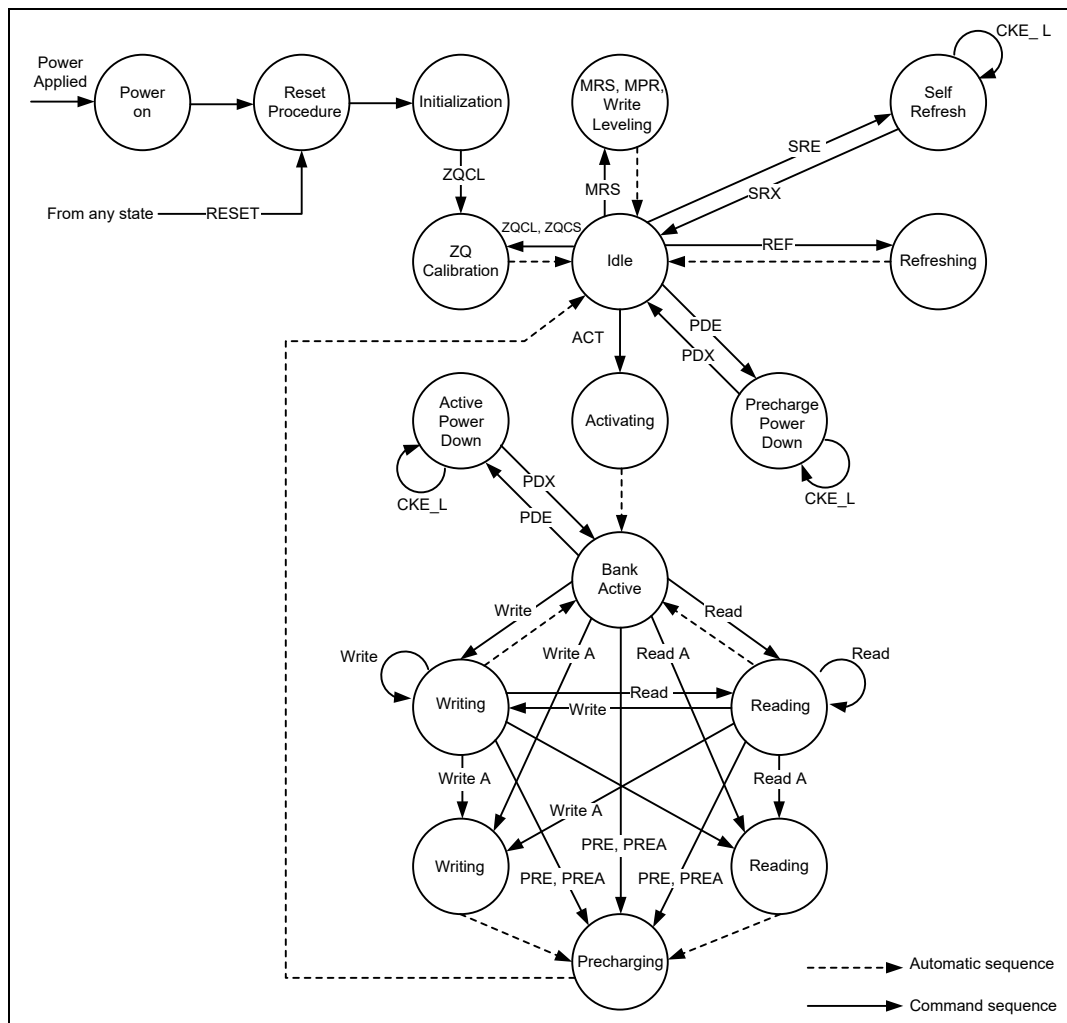 Power
Applied
Power
on
Reset
Procedure
Initialization
MRS, MPR,
Write
Leveling
CKE_ L
Self
Refresh
From any state
RESET
ZQCL
MRS
SRE
SRX
ZQCL, ZQCS
ZQ
Calibration
Idle
REF
Refreshing
ACT
PDE
PDX
Active
Power
Down
Activating
Precharge
Power
Down
CKE_L
PDX
PDE
CKE_L
Bank
Active
Write
Read
Write
Write A
Read A
Read
Writing
Read
Write
Reading
Write A
Read A
Write A
Writing
PRE, PREA
Reading
PRE, PREA
PRE, PREA
Precharging
Automatic sequence
Command sequence